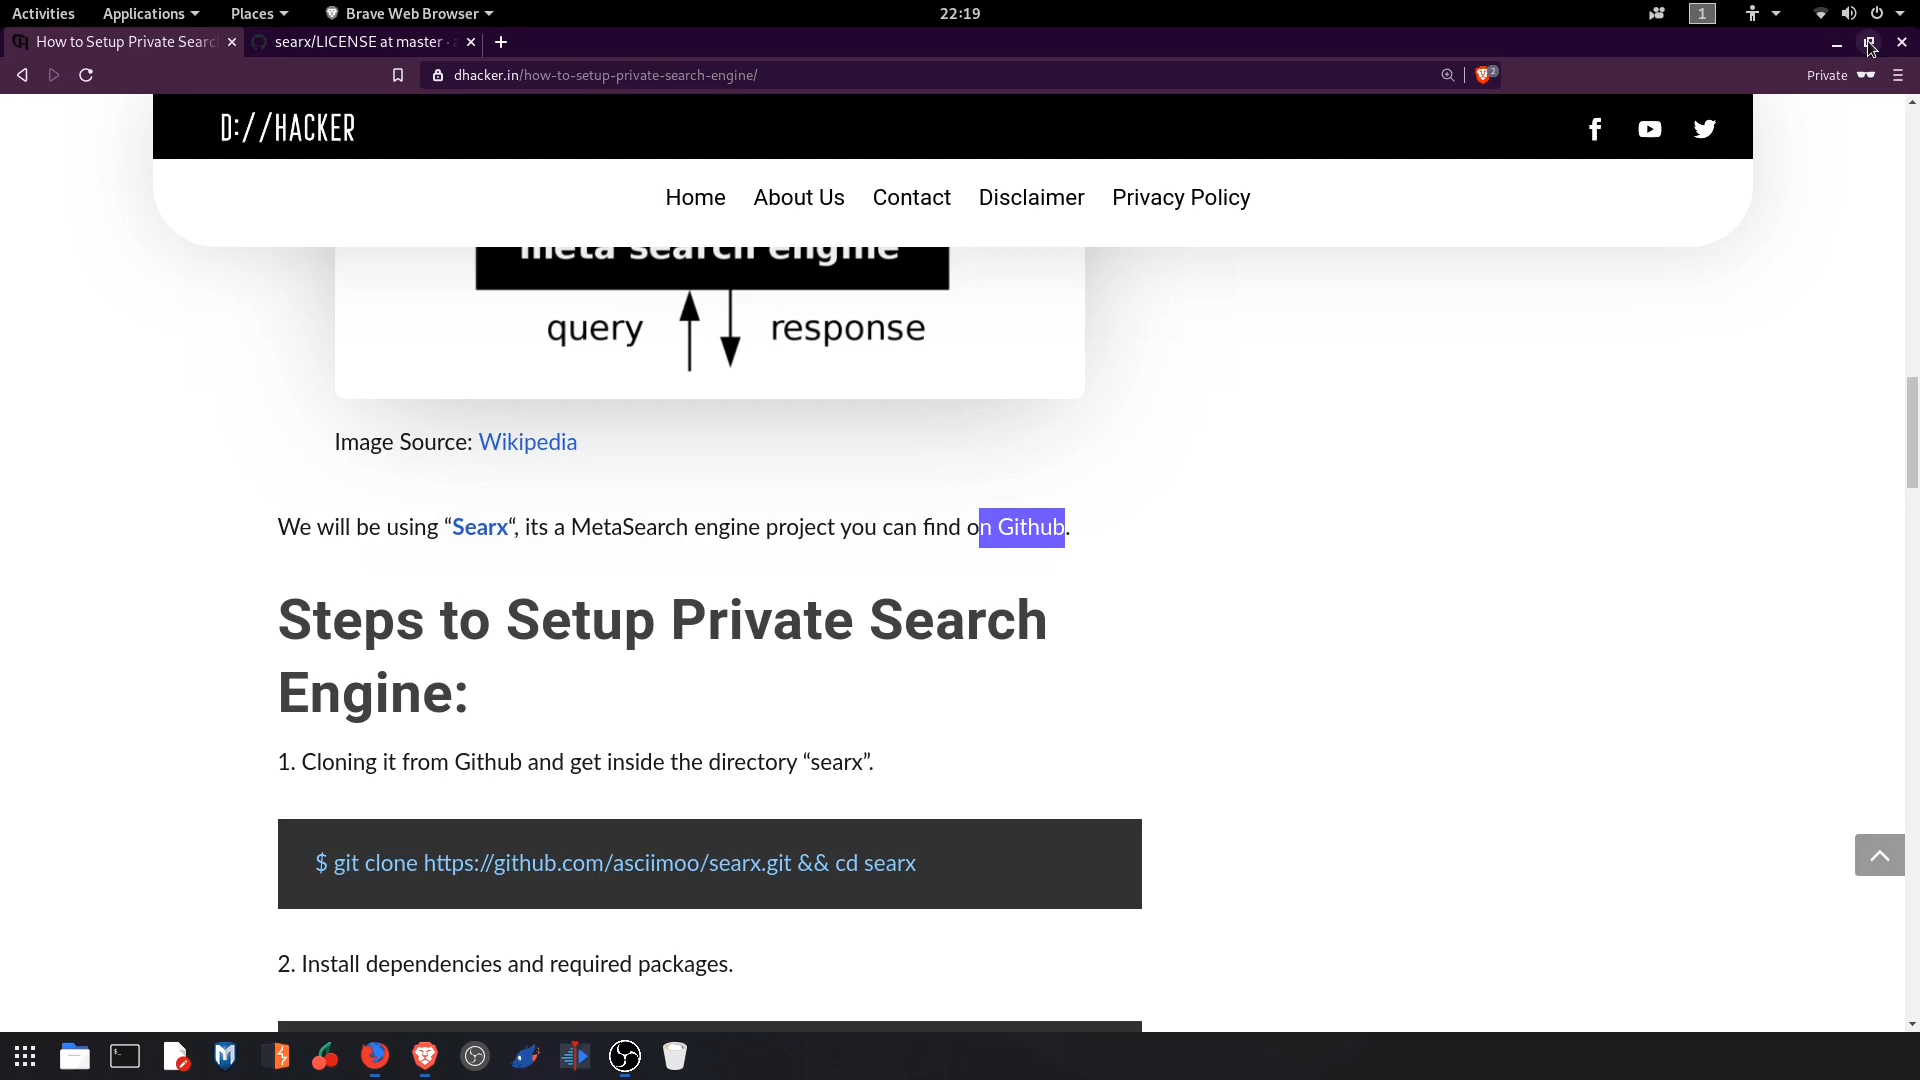 Activities Applications Places Brave Web Browser 22:19 1
How to Setup Private Searc searx/LICENSE at master ·
dhacker.in/how-to-setup-private-search-engine/ 2 Private
D://HACKER
Home About Us Contact Disclaimer Privacy Policy
meta search engine
query response
Image Source: Wikipedia
We will be using “Searx“, its a MetaSearch engine project you can find on Github.
Steps to Setup Private Search
Engine:
1. Cloning it from Github and get inside the directory “searx”.
$ git clone https://github.com/asciimoo/searx.git && cd searx
2. Install dependencies and required packages.